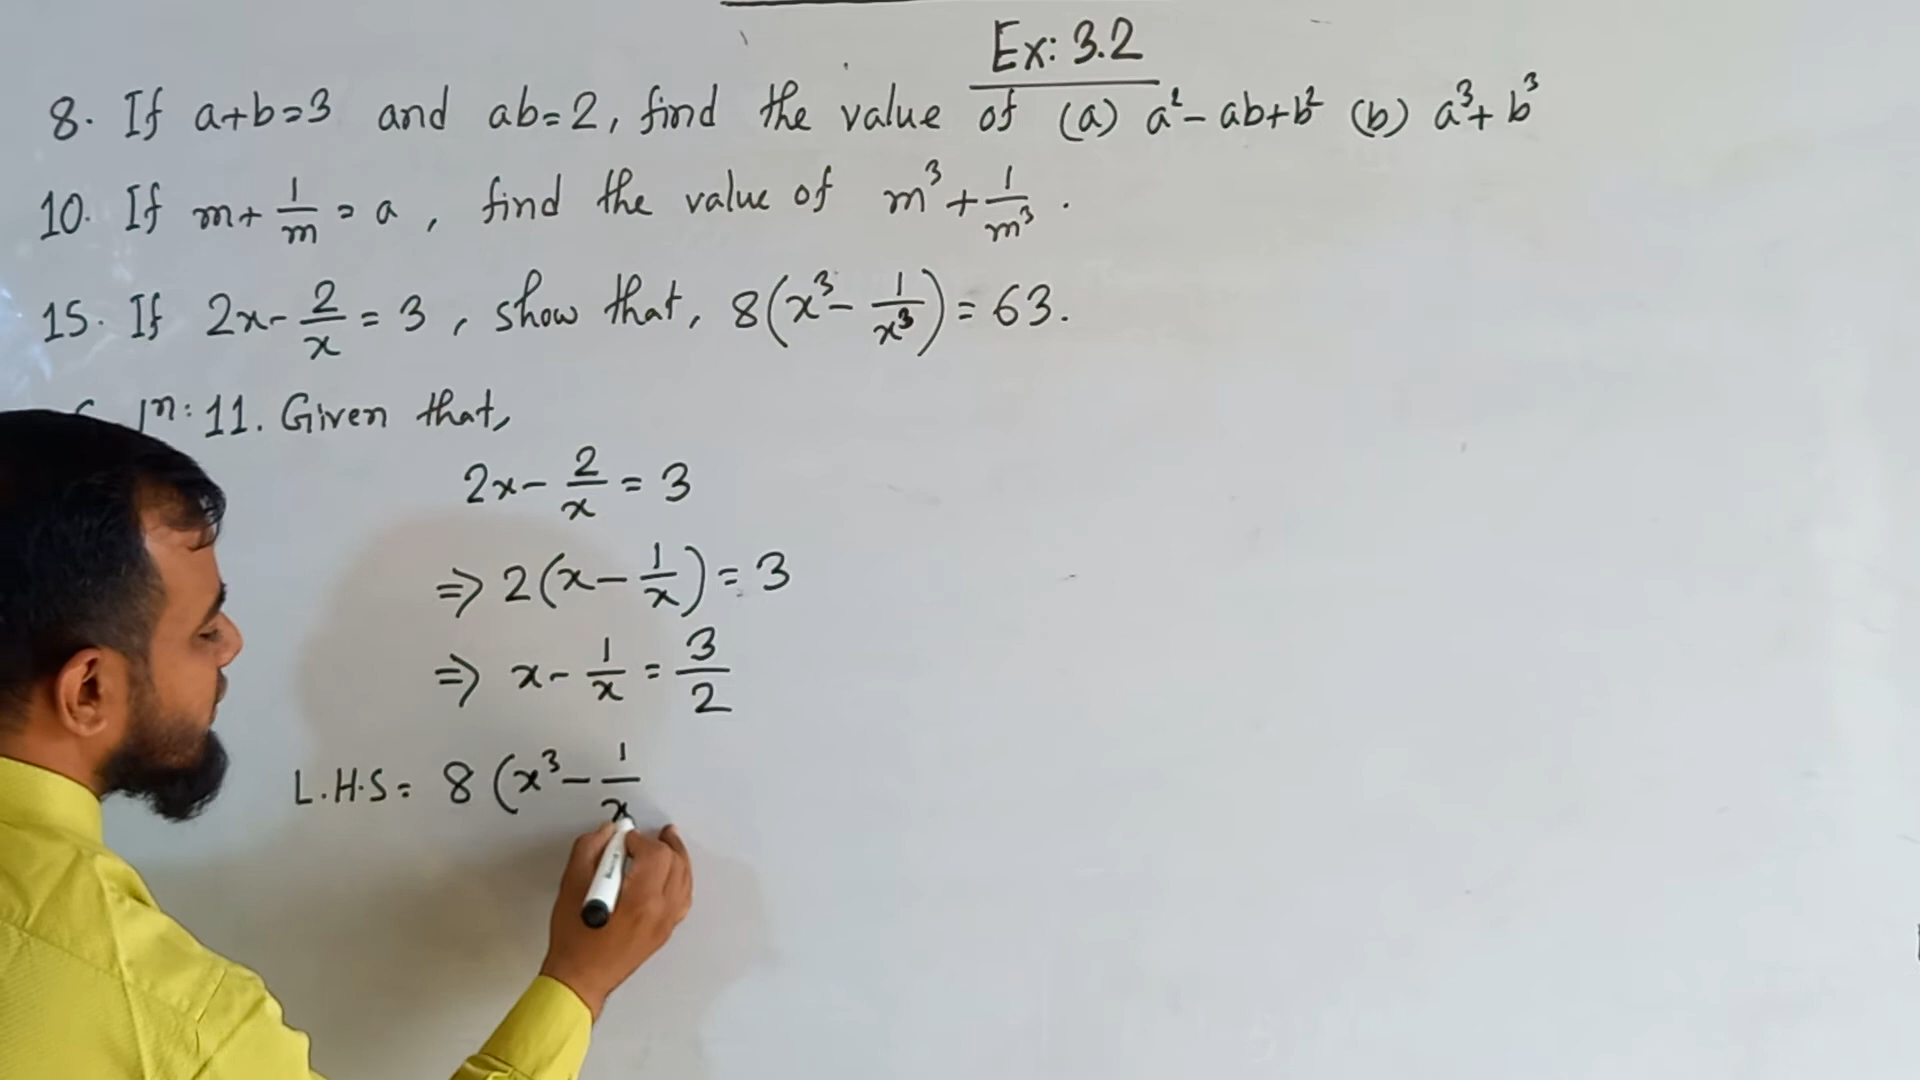 Ex: 3.2
8. If a+b=3 and ab=2, find the value of (a) a²-ab+b² (b) a³+b³
10. If m+1/m=a, find the value of m³+1/m³.
15. If 2x-2/x=3, show that, 8(x³-1/x³)=63.
lⁿ: 11. Given that,
2x-2/x=3
⇒ 2(x-1/x)=3
⇒ x-1/x=3/2
L.H.S= 8(x³-1/x